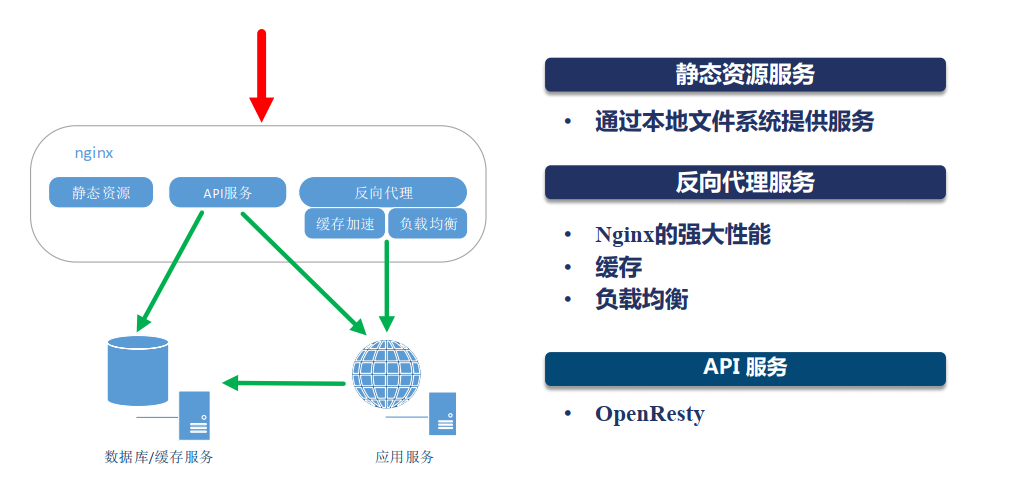 nginx
静态资源
API服务
反向代理
缓存加速
负载均衡
数据库/缓存服务
应用服务
静态资源服务
• 通过本地文件系统提供服务
反向代理服务
• Nginx的强大性能
• 缓存
• 负载均衡
API 服务
• OpenResty